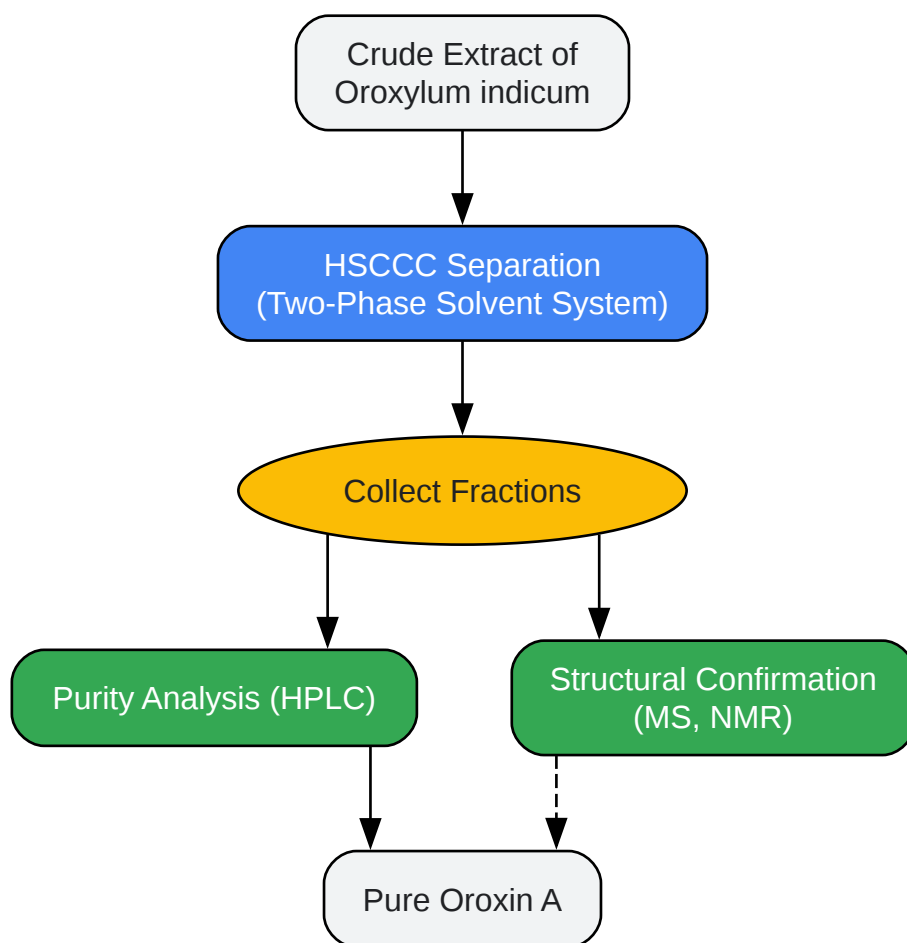 Crude Extract of
Oroxylum indicum
HSCCC Separation
(Two-Phase Solvent System)
Collect Fractions
Purity Analysis (HPLC)
Structural Confirmation
(MS, NMR)
Pure Oroxin A